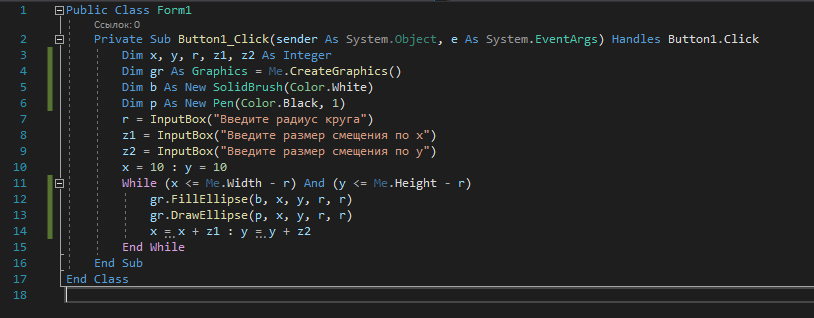 1 Public Class Form1
Ссылок: 0
2 Private Sub Button1_Click(sender As System.Object, e As System.EventArgs) Handles Button1.Click
3 Dim x, y, r, z1, z2 As Integer
4 Dim gr As Graphics = Me.CreateGraphics()
5 Dim b As New SolidBrush(Color.White)
6 Dim p As New Pen(Color.Black, 1)
7 r = InputBox("Введите радиус круга")
8 z1 = InputBox("Введите размер смещения по x")
9 z2 = InputBox("Введите размер смещения по y")
10 x = 10 : y = 10
11 While (x <= Me.Width - r) And (y <= Me.Height - r)
12 gr.FillEllipse(b, x, y, r, r)
13 gr.DrawEllipse(p, x, y, r, r)
14 x = x + z1 : y = y + z2
15 End While
16 End Sub
17 End Class
18